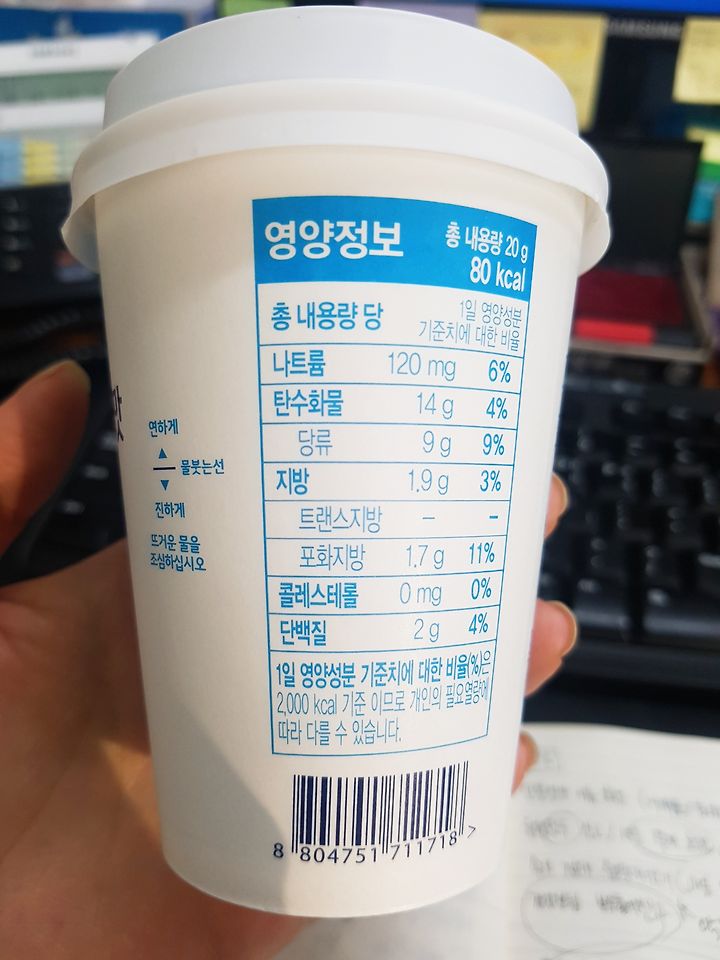 SAMSUNG
영양정보
총 내용량 20 g
80 kcal
총 내용량 당
1일 영양성분
기준치에 대한 비율
나트륨 120 mg 6%
탄수화물 14 g 4%
당류 9 g 9%
지방 1.9 g 3%
트랜스지방 – –
포화지방 1.7 g 11%
콜레스테롤 0 mg 0%
단백질 2 g 4%
1일 영양성분 기준치에 대한 비율(%)은
2,000 kcal 기준 이므로 개인의 필요 열량에
따라 다를 수 있습니다.
맛
연하게
▲
물붓는선
▼
진하게
뜨거운 물을
조심하십시오
8 804751 711718 >